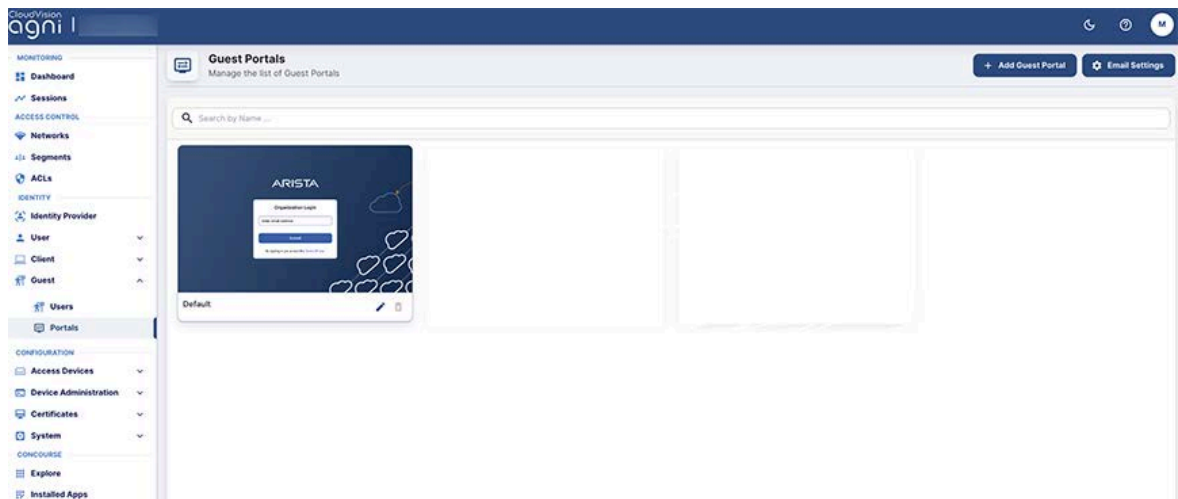 CloudVision
agni
M
MONITORING
Dashboard
Sessions
ACCESS CONTROL
Networks
Segments
ACLs
IDENTITY
Identity Provider
User
Client
Guest
Users
Portals
CONFIGURATION
Access Devices
Device Administration
Certificates
System
CONCOURSE
Explore
Installed Apps
Guest Portals
Manage the list of Guest Portals
+ Add Guest Portal
Email Settings
Search by Name ...
ARISTA
Organization Login
Default